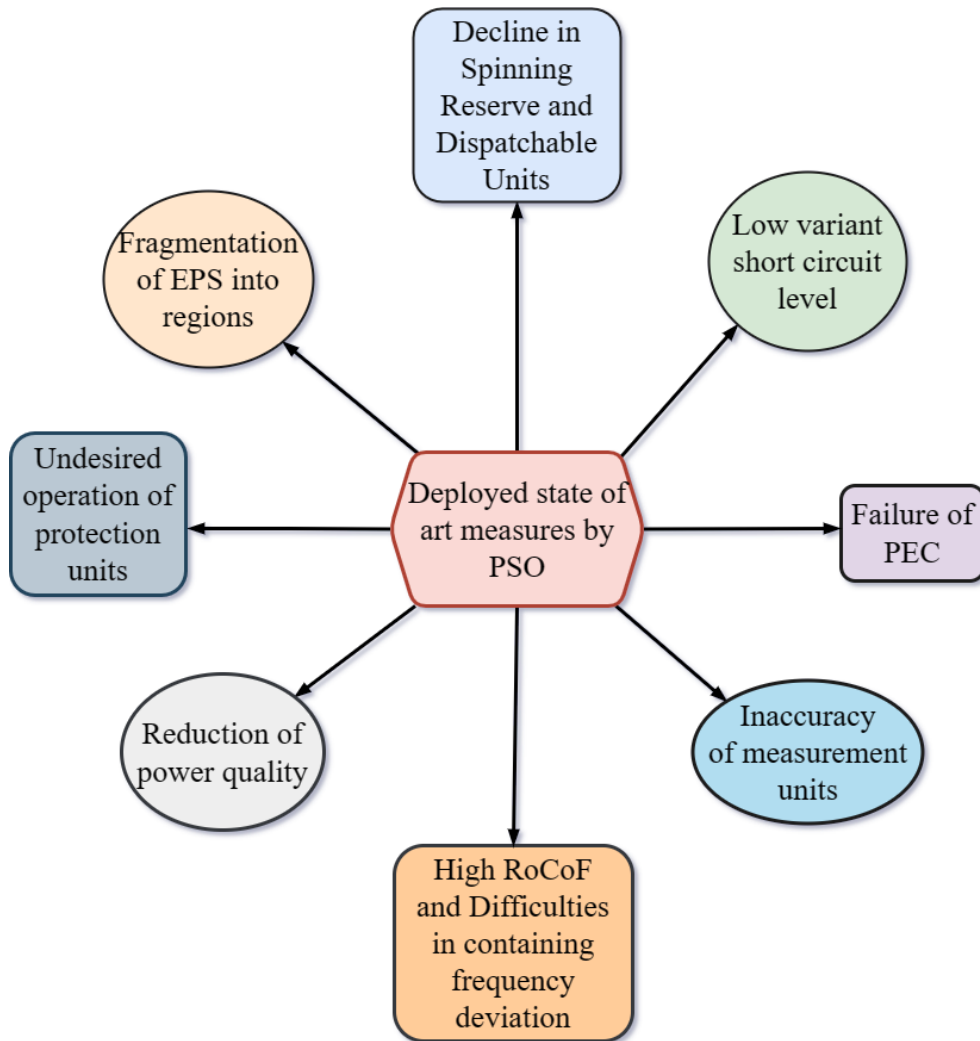 Decline in
Spinning
Reserve and
Dispatchable
Units
Low variant
short circuit
level
Fragmentation
of EPS into
regions
Deployed state of
art measures by
PSO
Undesired
operation of
protection
units
Failure of
PEC
Reduction of
power quality
Inaccuracy
of measurement
units
High RoCoF
and Difficulties
in containing
frequency
deviation